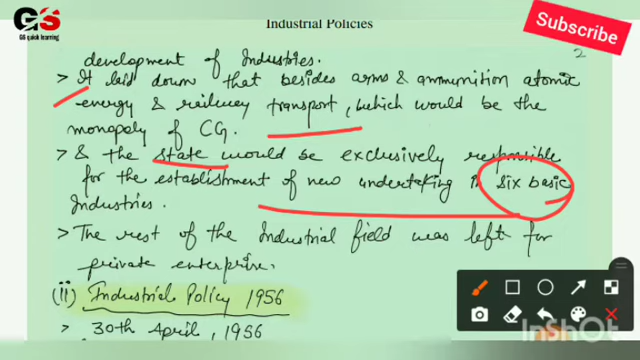 Industrial Policies
GS
GS quick learning
Subscribe
2
development of Industries.
> It laid down that besides arms & ammunition atomic
energy & railway transport, which would be the
monopoly of CG.
> & the state would be exclusively responsible
for the establishment of new undertaking in six basic
Industries.
> The rest of the Industrial field was left for
private enterprise.
(ii) Industrial Policy 1956
> 30th April, 1956
InShOt